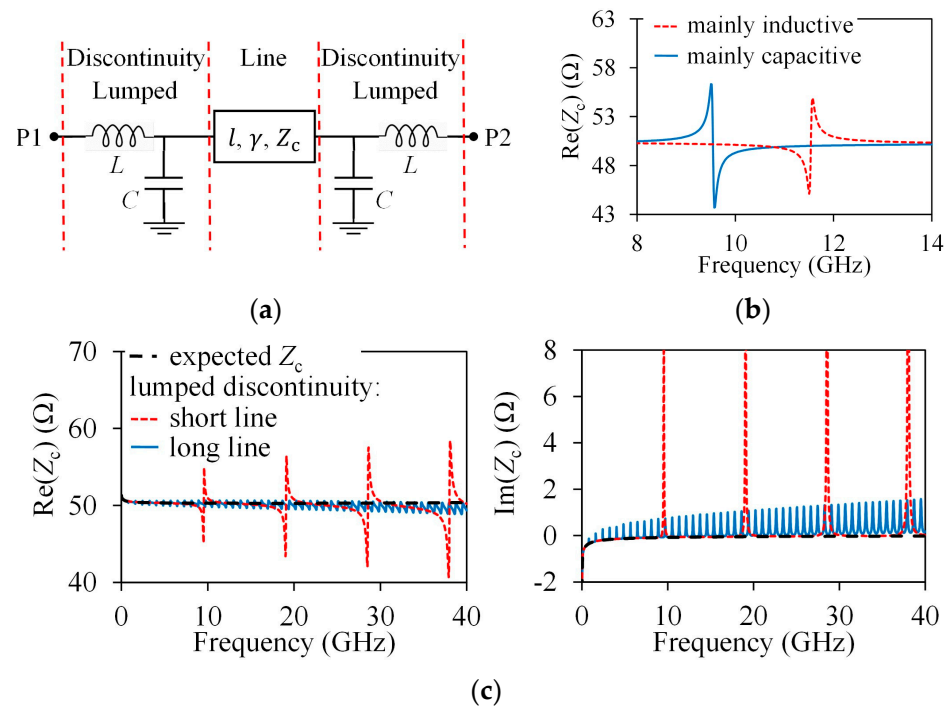 Discontinuity Line Discontinuity
Lumped Lumped
P1 L C l, γ, Zc C L P2
(a)
63
58
53
48
43
Re(Zc) (Ω)
mainly inductive
mainly capacitive
8 10 12 14
Frequency (GHz)
(b)
70
60
50
40
Re(Zc) (Ω)
expected Zc
lumped discontinuity:
short line
long line
0 10 20 30 40
Frequency (GHz)
8
6
4
2
0
-2
Im(Zc) (Ω)
0 10 20 30 40
Frequency (GHz)
(c)